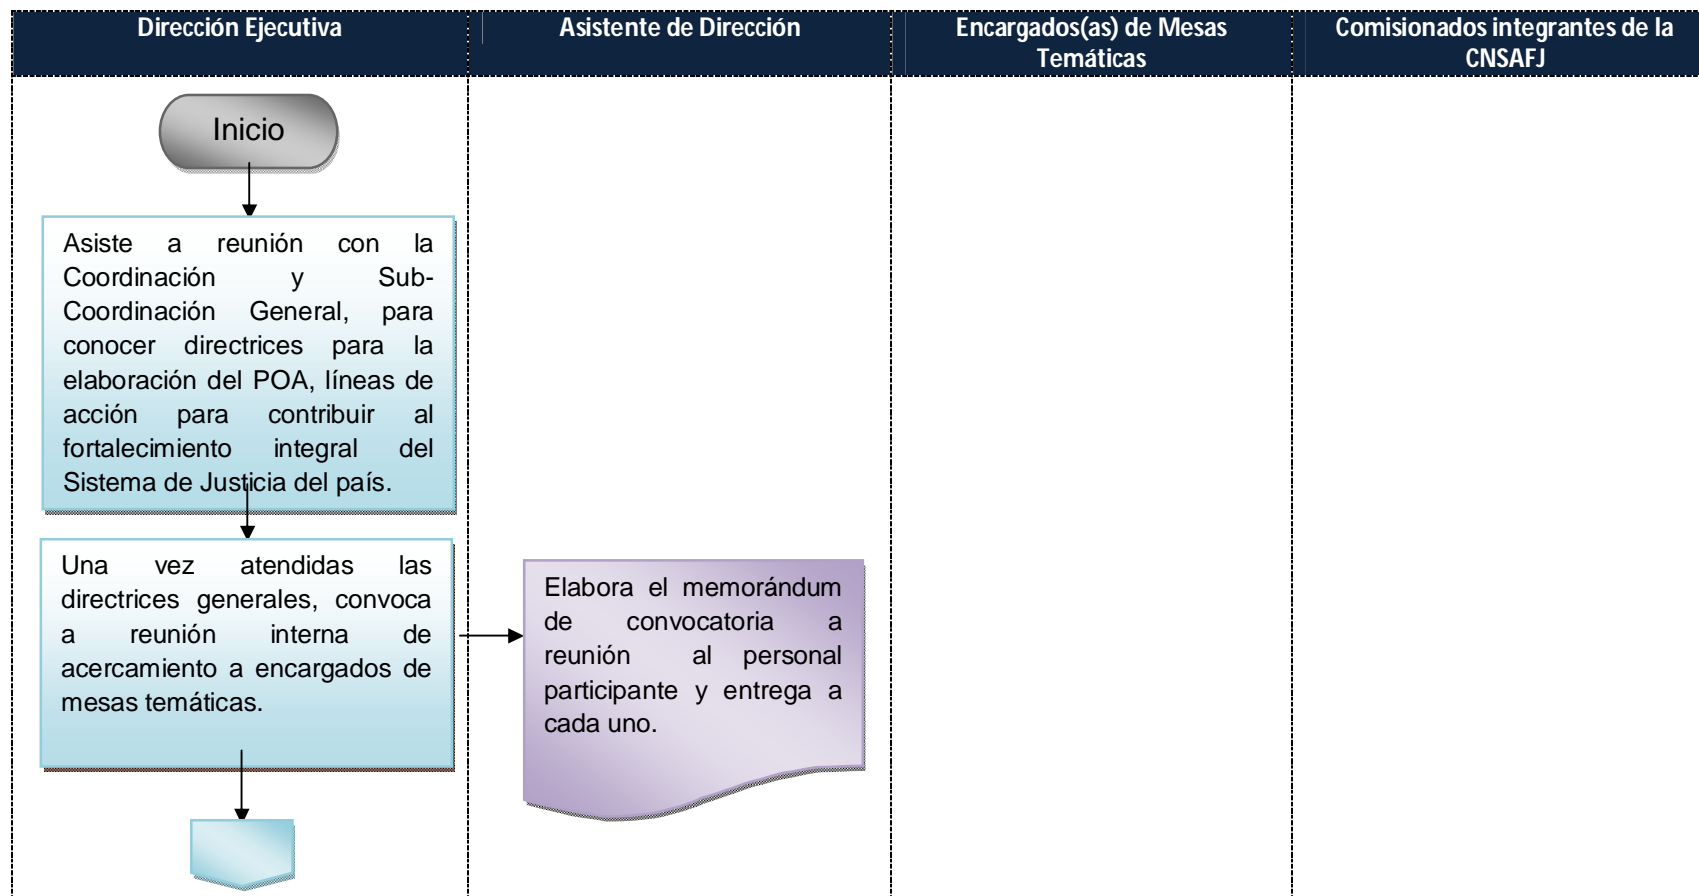 Dirección Ejecutiva
Asistente de Dirección
Encargados(as) de Mesas
Temáticas
Comisionados integrantes de la
CNSAFJ
Inicio
Asiste a reunión con la
Coordinación y Sub-
Coordinación General, para
conocer directrices para la
elaboración del POA, líneas de
acción para contribuir al
fortalecimiento integral del
Sistema de Justicia del país.
Una vez atendidas las
directrices generales, convoca
a reunión interna de
acercamiento a encargados de
mesas temáticas.
Elabora el memorándum
de convocatoria a
reunión al personal
participante y entrega a
cada uno.